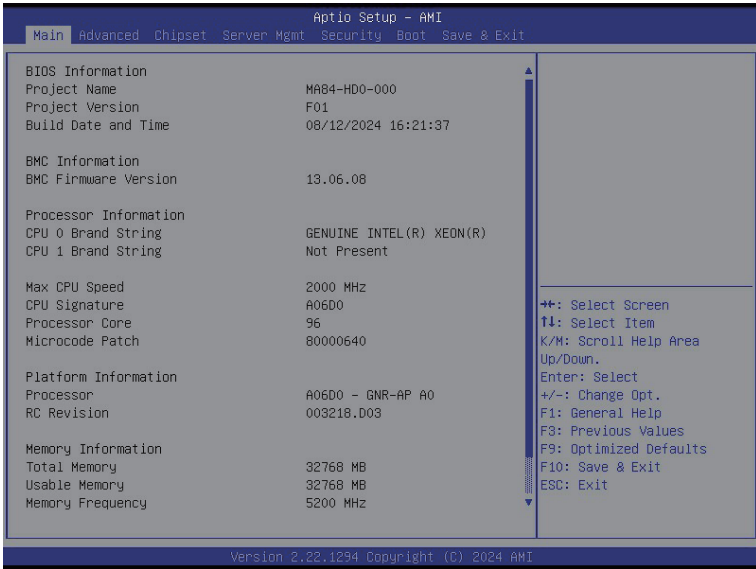 Aptio Setup – AMI
Main Advanced Chipset Server Mgmt Security Boot Save & Exit
BIOS Information
Project Name MA84-HD0-000
Project Version F01
Build Date and Time 08/12/2024 16:21:37
BMC Information
BMC Firmware Version 13.06.08
Processor Information
CPU 0 Brand String GENUINE INTEL(R) XEON(R)
CPU 1 Brand String Not Present
Max CPU Speed 2000 MHz
CPU Signature A06D0
Processor Core 96
Microcode Patch 80000640
Platform Information
Processor A06D0 - GNR-AP A0
RC Revision 003218.D03
Memory Information
Total Memory 32768 MB
Usable Memory 32768 MB
Memory Frequency 5200 MHz
→←: Select Screen
↑↓: Select Item
K/M: Scroll Help Area
Up/Down.
Enter: Select
+/-: Change Opt.
F1: General Help
F3: Previous Values
F9: Optimized Defaults
F10: Save & Exit
ESC: Exit
Version 2.22.1294 Copyright (C) 2024 AMI